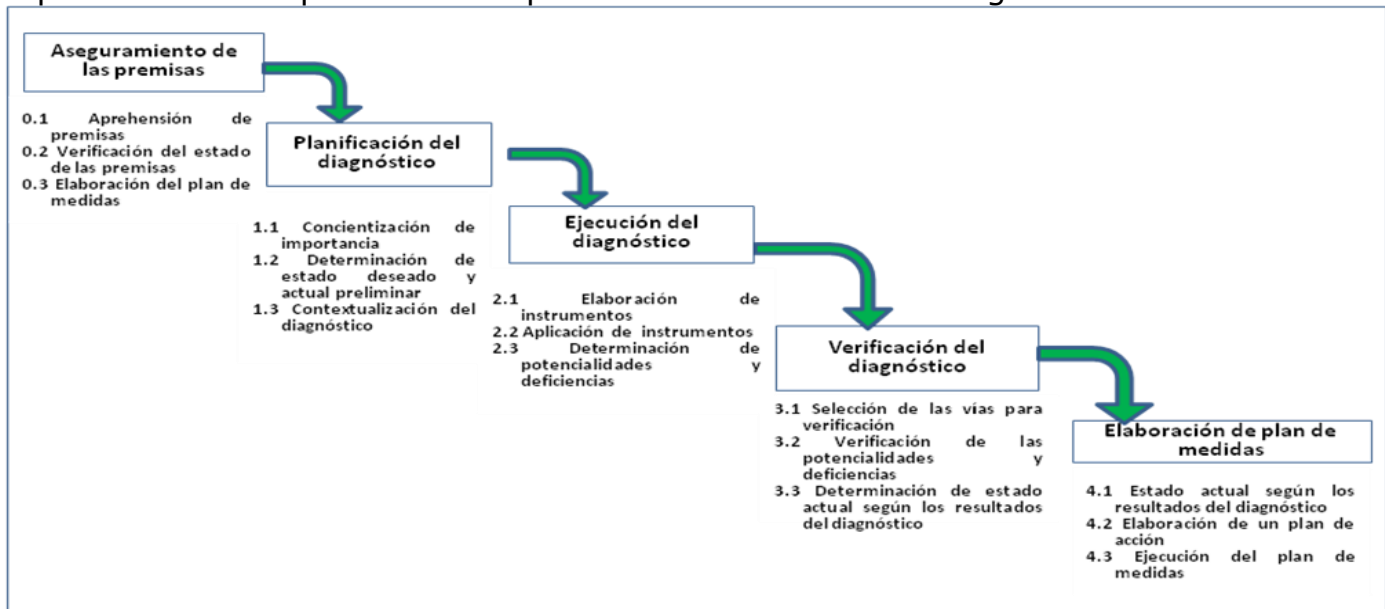 Aseguramiento de
las premisas
0.1 Aprehensión de
premisas
0.2 Verificación del estado
de las premisas
0.3 Elaboración del plan de
medidas
Planificación del
diagnóstico
1.1 Concientización de
importancia
1.2 Determinación de
estado deseado y
actual preliminar
1.3 Contextualización del
diagnóstico
Ejecución del
diagnóstico
2.1 Elaboración de
instrumentos
2.2 Aplicación de instrumentos
2.3 Determinación de
potencialidades y
deficiencias
Verificación del
diagnóstico
3.1 Selección de las vías para
verificación
3.2 Verificación de las
potencialidades y
deficiencias
3.3 Determinación de estado
actual según los resultados
del diagnóstico
Elaboración de plan de
medidas
4.1 Estado actual según los
resultados del diagnóstico
4.2 Elaboración de un plan de
acción
4.3 Ejecución del plan de
medidas